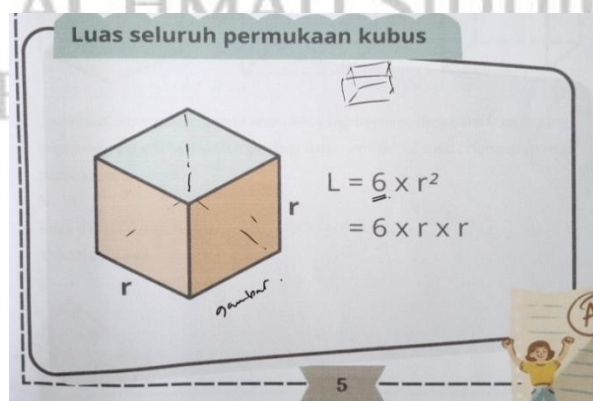 Luas seluruh permukaan kubus
L = 6 x r²
r
= 6 x r x r
r
gambar.
5